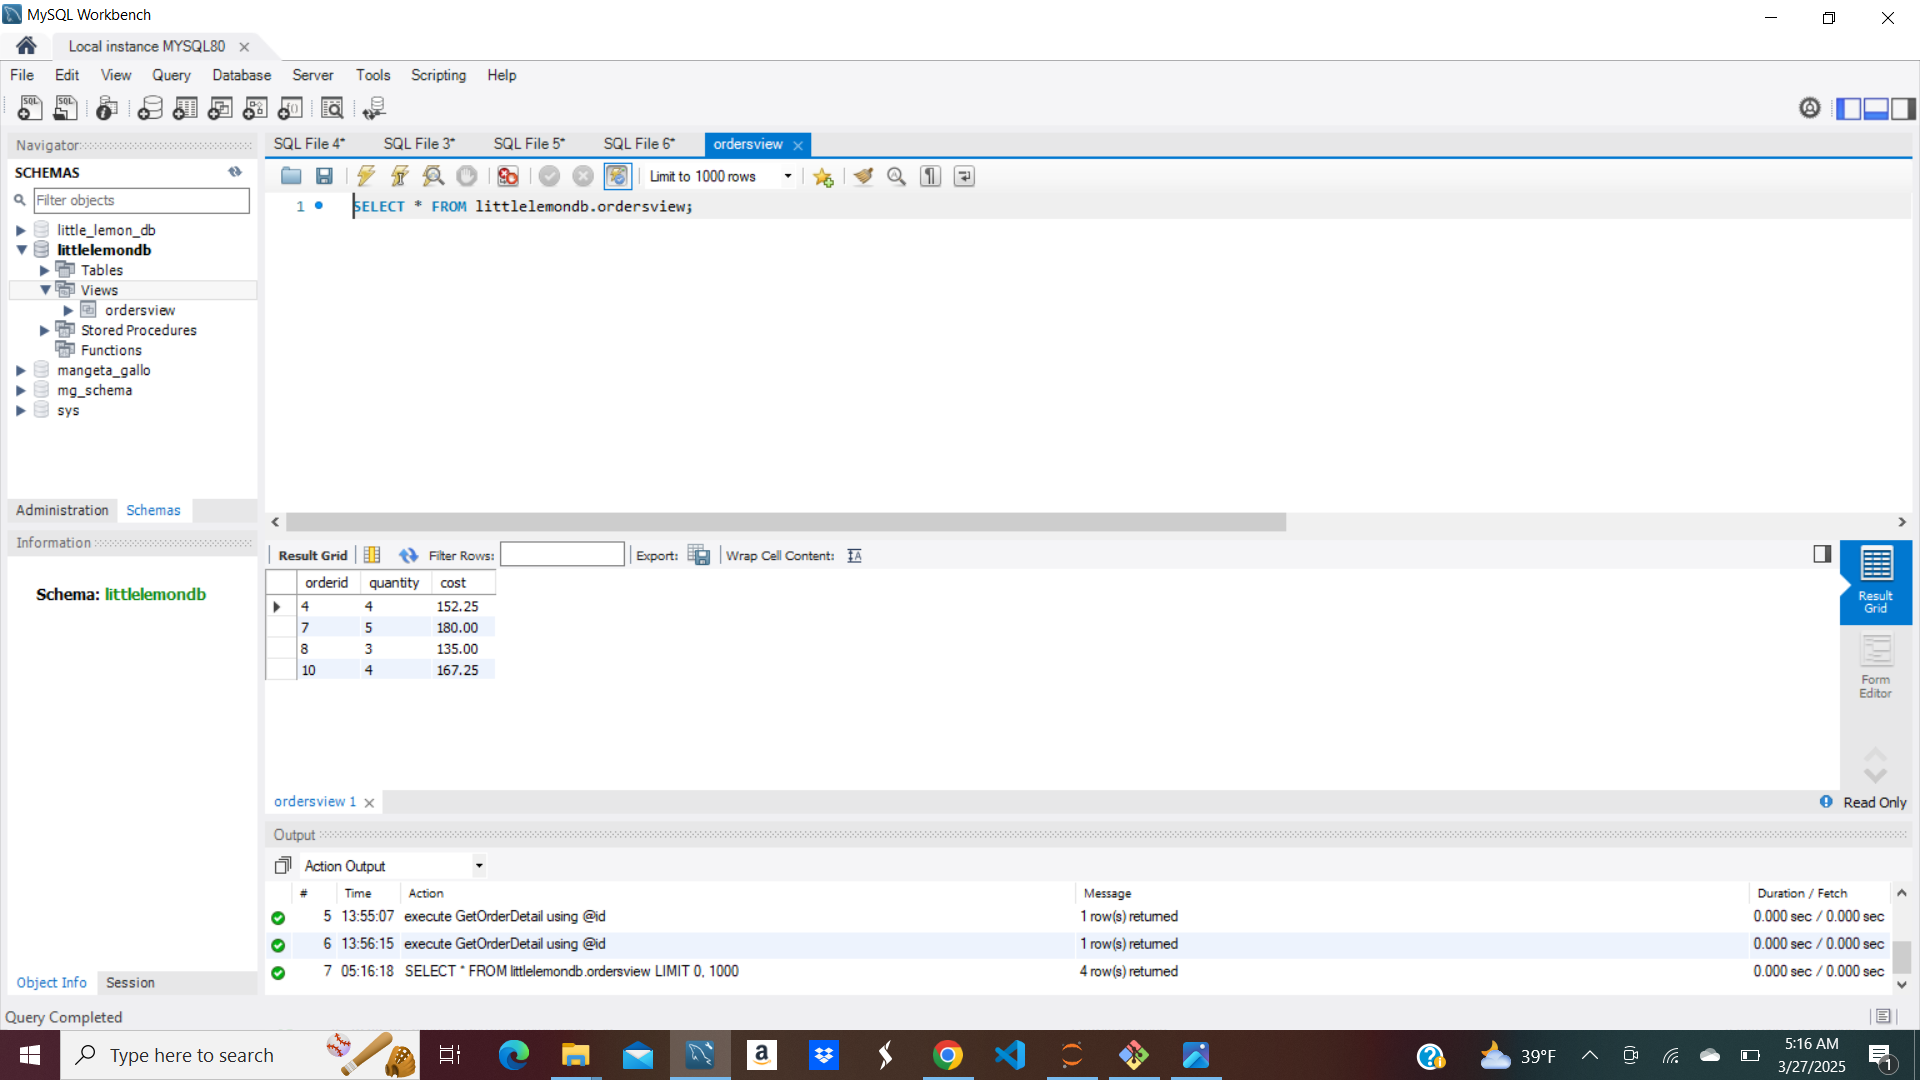 MySQL Workbench
Local instance MYSQL80
File Edit View Query Database Server Tools Scripting Help
Navigator
SCHEMAS
Filter objects
little_lemon_db
littlelemondb
Tables
Views
ordersview
Stored Procedures
Functions
mangeta_gallo
mg_schema
sys
Administration Schemas
Information
Schema: littlelemondb
Object Info Session
SQL File 4* SQL File 3* SQL File 5* SQL File 6* ordersview
Limit to 1000 rows
1 SELECT * FROM littlelemondb.ordersview;
Result Grid Filter Rows: Export: Wrap Cell Content:
orderid quantity cost
4 4 152.25
7 5 180.00
8 3 135.00
10 4 167.25
Result Grid
Form Editor
ordersview 1
Read Only
Output
Action Output
# Time Action Message Duration / Fetch
5 13:55:07 execute GetOrderDetail using @id 1 row(s) returned 0.000 sec / 0.000 sec
6 13:56:15 execute GetOrderDetail using @id 1 row(s) returned 0.000 sec / 0.000 sec
7 05:16:18 SELECT * FROM littlelemondb.ordersview LIMIT 0, 1000 4 row(s) returned 0.000 sec / 0.000 sec
Query Completed
Type here to search
39°F
5:16 AM
3/27/2025
1